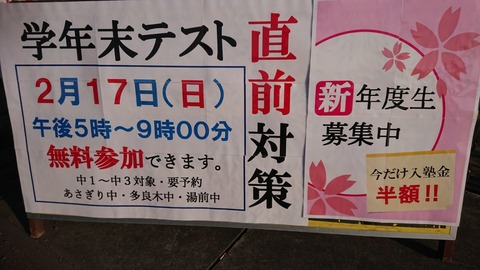 学年末テスト
直前対策
2月17日(日)
午後5時～9時00分
無料参加できます。
中1～中3対象・要予約
あさぎり中・多良木中・湯前中
新年度生
募集中
今だけ入塾金
半額!!